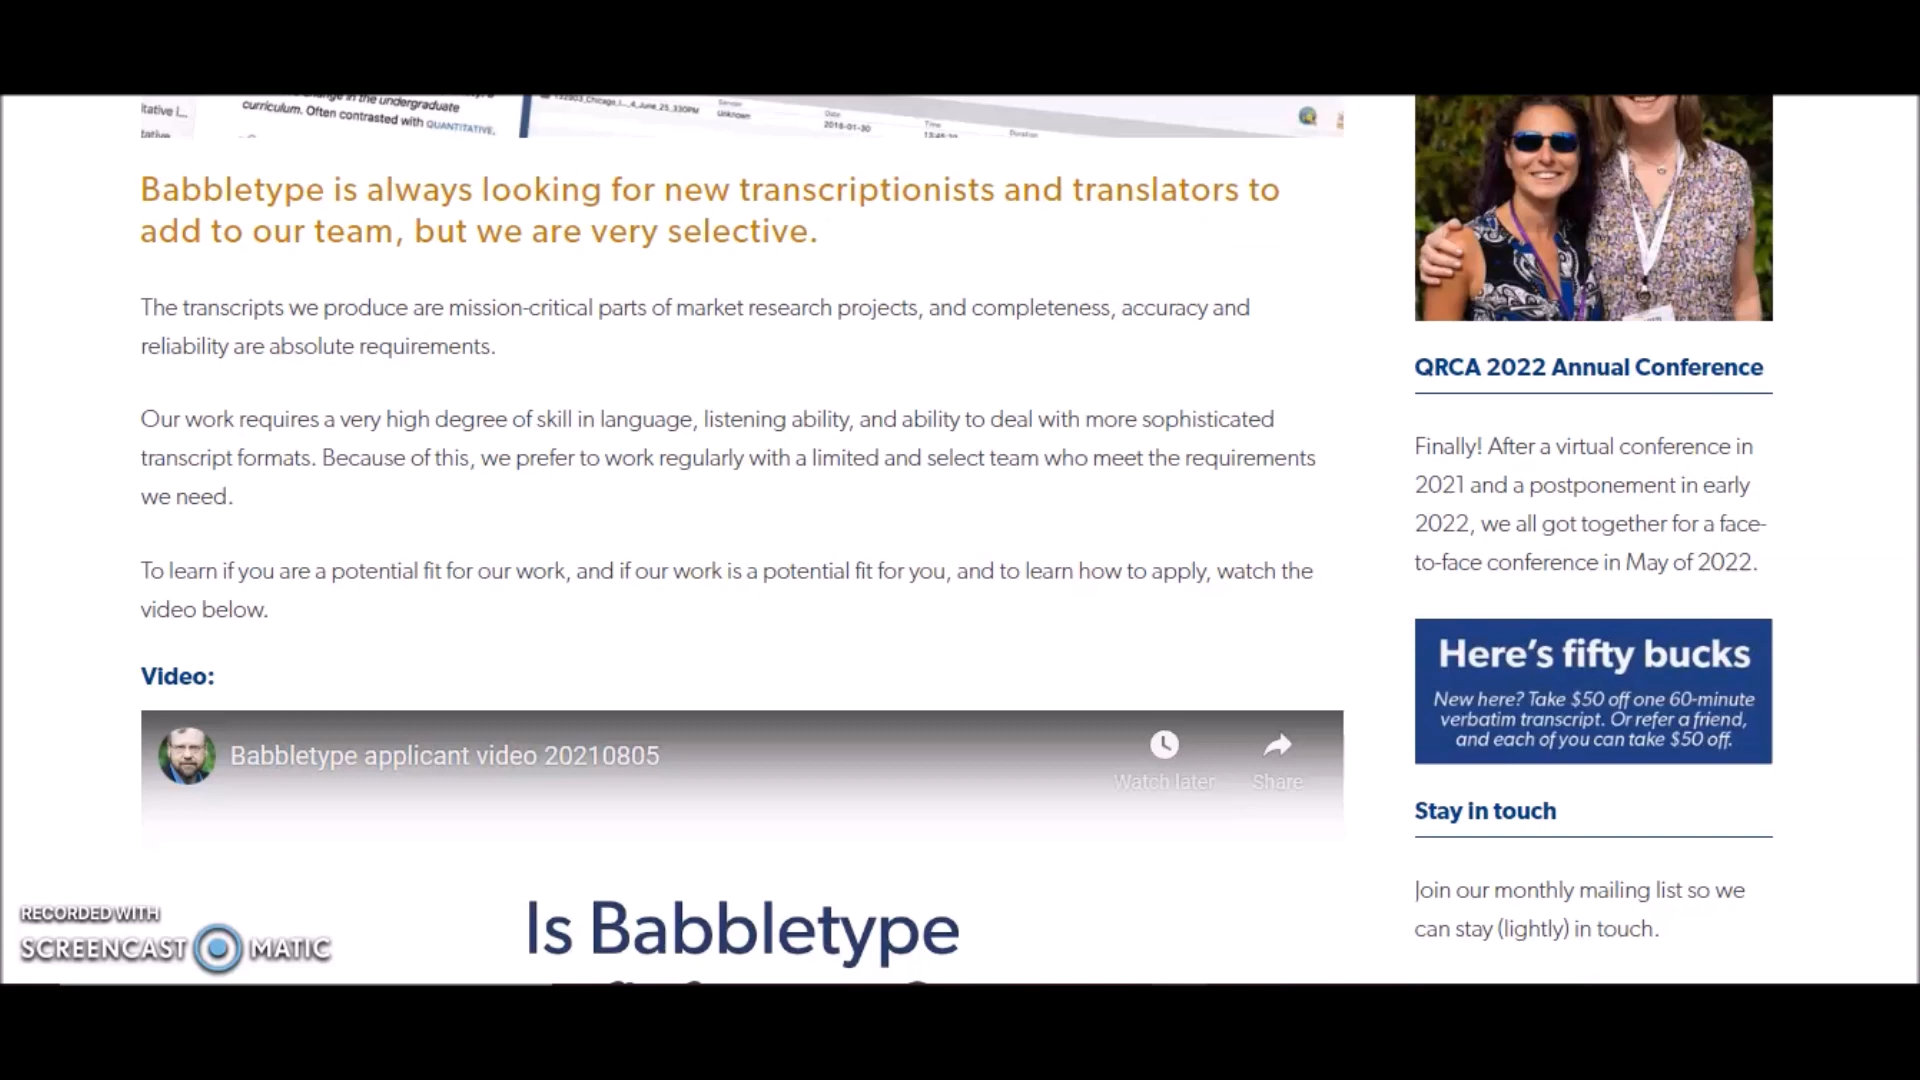 curriculum. Often contrasted with QUANTITATIVE.
Unknown
Date
2016-01-30
Time
Duration
Babbletype is always looking for new transcriptionists and translators to
add to our team, but we are very selective.
The transcripts we produce are mission-critical parts of market research projects, and completeness, accuracy and
reliability are absolute requirements.
Our work requires a very high degree of skill in language, listening ability, and ability to deal with more sophisticated
transcript formats. Because of this, we prefer to work regularly with a limited and select team who meet the requirements
we need.
To learn if you are a potential fit for our work, and if our work is a potential fit for you, and to learn how to apply, watch the
video below.
Video:
Babbletype applicant video 20210805
Watch later
Share
Is Babbletype
QRCA 2022 Annual Conference
Finally! After a virtual conference in
2021 and a postponement in early
2022, we all got together for a face-
to-face conference in May of 2022.
Here's fifty bucks
New here? Take $50 off one 60-minute
verbatim transcript. Or refer a friend,
and each of you can take $50 off.
Stay in touch
Join our monthly mailing list so we
can stay (lightly) in touch.
RECORDED WITH
SCREENCAST MATIC